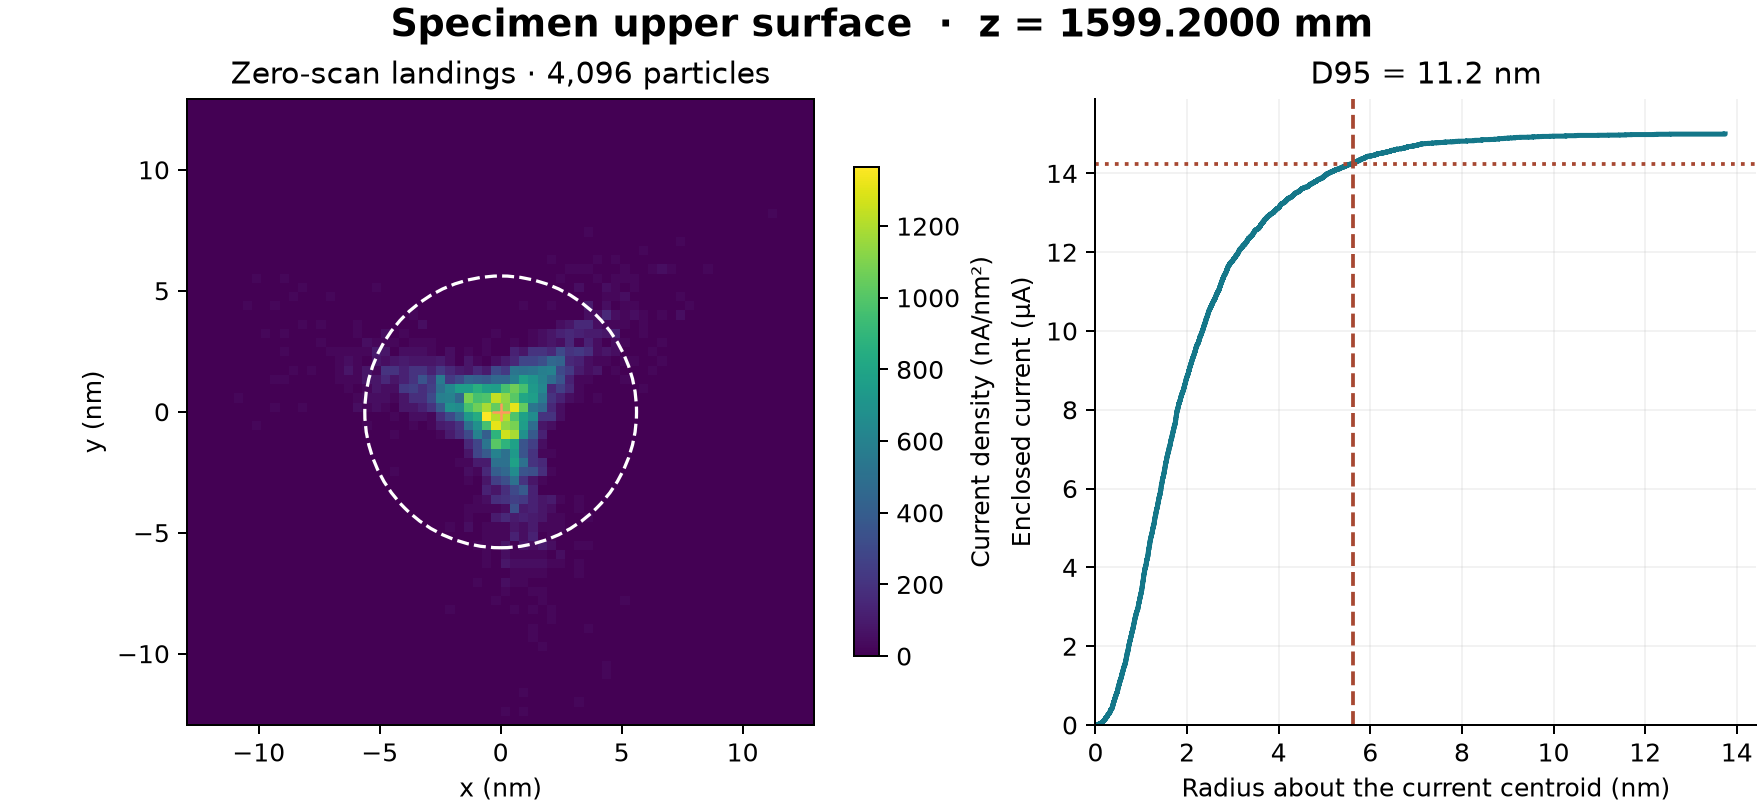 Specimen upper surface · z = 1599.2000 mm
Zero-scan landings · 4,096 particles
10
5
0
−5
−10
y (nm)
−10 −5 0 5 10
x (nm)
1200
1000
800
600
400
200
0
Current density (nA/nm²)
D95 = 11.2 nm
14
12
10
8
6
4
2
0
Enclosed current (µA)
0 2 4 6 8 10 12 14
Radius about the current centroid (nm)